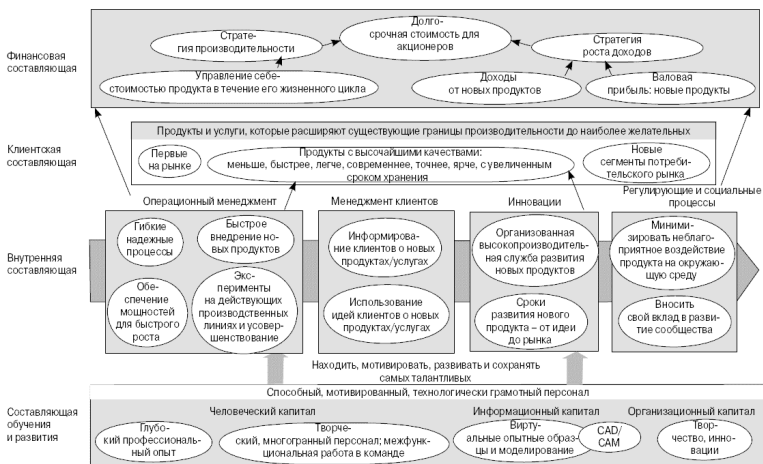 Финансовая
составляющая
Долго-
срочная стоимость для
акционеров
Страте-
гия производительности
Стратегия
роста доходов
Управление себе-
стоимостью продукта в течение его жизненного цикла
Доходы
от новых продуктов
Валовая
прибыль: новые продукты
Клиентская
составляющая
Продукты и услуги, которые расширяют существующие границы производительности до наиболее желательных
Первые
на рынке
Продукты с высочайшими качествами:
меньше, быстрее, легче, современнее, точнее, ярче, с увеличенным
сроком хранения
Новые
сегменты потреби-
тельского рынка
Внутренняя
составляющая
Операционный менеджмент
Гибкие
надежные
процессы
Быстрое
внедрение но-
вых продуктов
Обе-
спечение
мощностей
для быстрого
роста
Экс-
перименты
на действующих
производственных
линиях и усовер-
шенствование
Менеджмент клиентов
Информирова-
ние клиентов о новых
продуктах/услугах
Использование
идей клиентов о новых
продуктах/услугах
Инновации
Организованная
высокопроизводитель-
ная служба развития
новых продуктов
Сроки
развития нового
продукта – от идеи
до рынка
Регулирующие и социальные
процессы
Миними-
зировать неблаго-
приятное воздействие
продукта на окружаю-
щую среду
Вносить
свой вклад в разви-
тие сообщества
Находить, мотивировать, развивать и сохранять
самых талантливых
Составляющая
обучения
и развития
Способный, мотивированный, технологически грамотный персонал
Человеческий капитал
Глубо-
кий профессиональ-
ный опыт
Творче-
ский, многогранный персонал; межфунк-
циональная работа в команде
Информационный капитал
Вирту-
альные опытные образ-
цы и моделирование
CAD/
CAM
Организационный капитал
Твор-
чество, инно-
вации